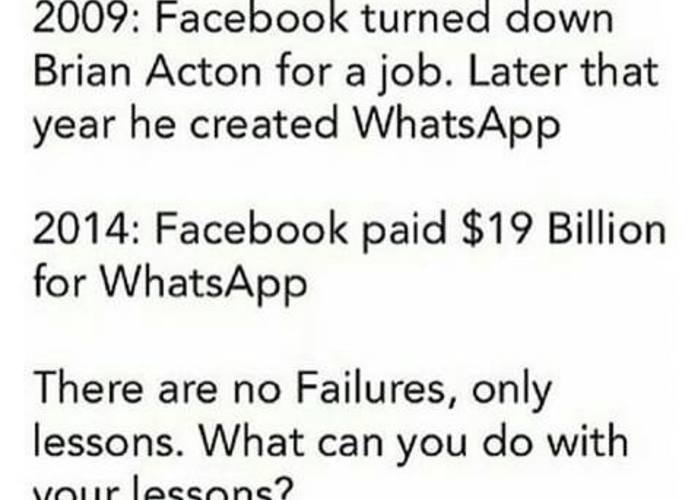 2009: Facebook turned down
Brian Acton for a job. Later that
year he created WhatsApp
2014: Facebook paid $19 Billion
for WhatsApp
There are no Failures, only
lessons. What can you do with
your lessons?